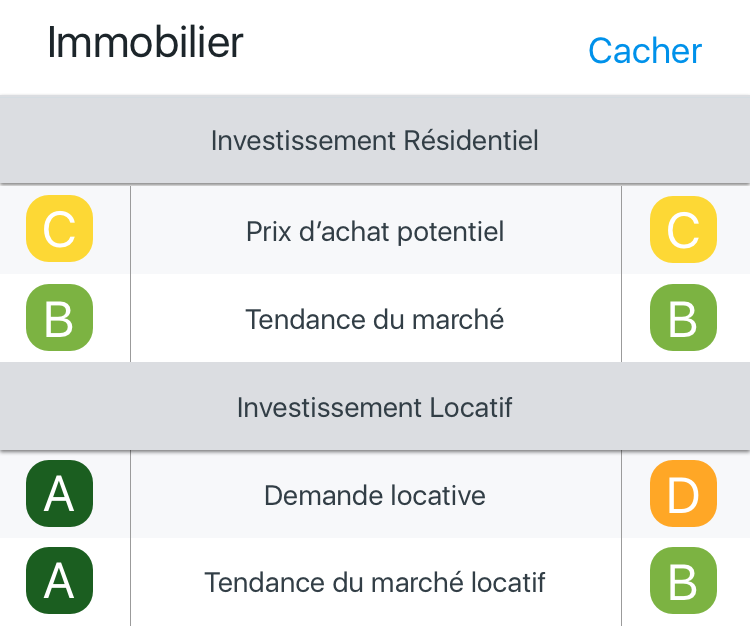 Immobilier
Cacher
Investissement Résidentiel
C Prix d’achat potentiel C
B Tendance du marché B
Investissement Locatif
A Demande locative D
A Tendance du marché locatif B